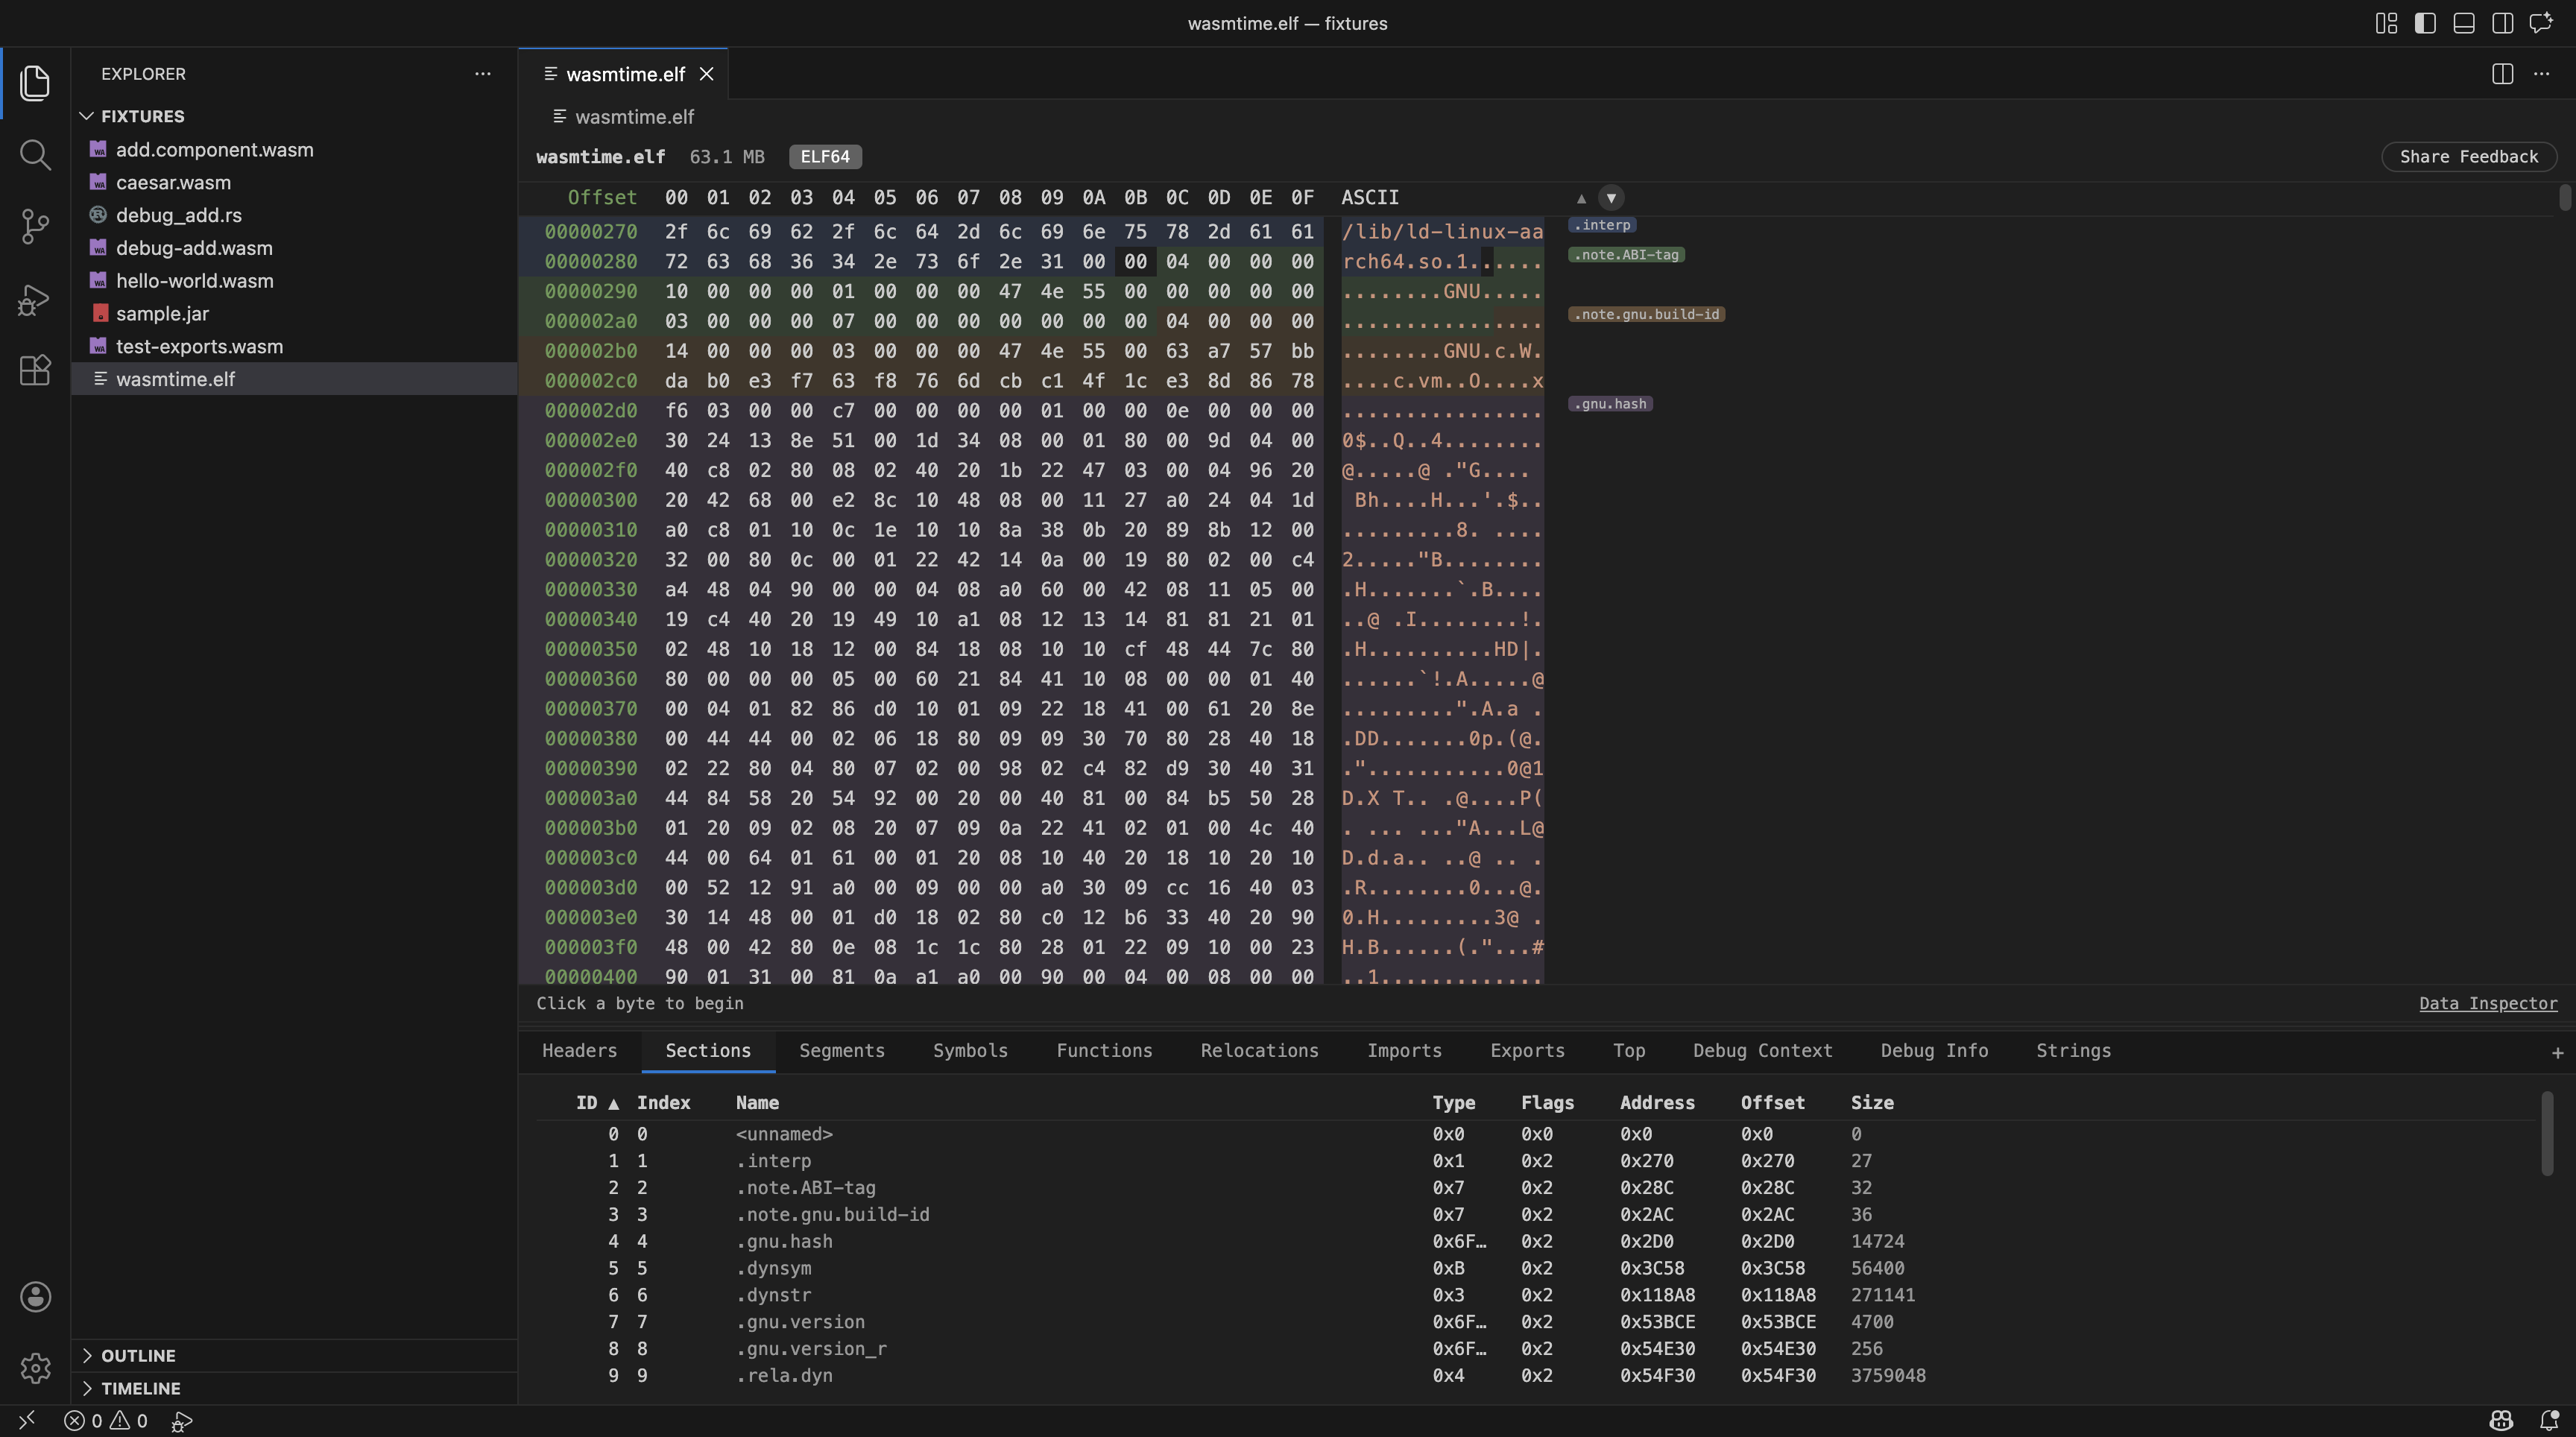 wasmtime.elf — fixtures
EXPLORER
FIXTURES
add.component.wasm
caesar.wasm
debug_add.rs
debug-add.wasm
hello-world.wasm
sample.jar
test-exports.wasm
wasmtime.elf
OUTLINE
TIMELINE
wasmtime.elf
wasmtime.elf
wasmtime.elf 63.1 MB ELF64 Share Feedback
Offset 00 01 02 03 04 05 06 07 08 09 0A 0B 0C 0D 0E 0F ASCII
00000270 2f 6c 69 62 2f 6c 64 2d 6c 69 6e 75 78 2d 61 61 /lib/ld-linux-aa .interp
00000280 72 63 68 36 34 2e 73 6f 2e 31 00 00 04 00 00 00 rch64.so.1...... .note.ABI-tag
00000290 10 00 00 00 01 00 00 00 47 4e 55 00 00 00 00 00 ........GNU.....
000002a0 03 00 00 00 07 00 00 00 00 00 00 00 04 00 00 00 ................ .note.gnu.build-id
000002b0 14 00 00 00 03 00 00 00 47 4e 55 00 63 a7 57 bb ........GNU.c.W.
000002c0 da b0 e3 f7 63 f8 76 6d cb c1 4f 1c e3 8d 86 78 ....c.vm..O....x
000002d0 f6 03 00 00 c7 00 00 00 00 01 00 00 0e 00 00 00 ................ .gnu.hash
000002e0 30 24 13 8e 51 00 1d 34 08 00 01 80 00 9d 04 00 0$..Q..4........
000002f0 40 c8 02 80 08 02 40 20 1b 22 47 03 00 04 96 20 @.....@ ."G....
00000300 20 42 68 00 e2 8c 10 48 08 00 11 27 a0 24 04 1d  Bh....H...'.$..
00000310 a0 c8 01 10 0c 1e 10 10 8a 38 0b 20 89 8b 12 00 .........8. ....
00000320 32 00 80 0c 00 01 22 42 14 0a 00 19 80 02 00 c4 2....."B........
00000330 a4 48 04 90 00 00 04 08 a0 60 00 42 08 11 05 00 .H.......`.B....
00000340 19 c4 40 20 19 49 10 a1 08 12 13 14 81 81 21 01 ..@ .I........!.
00000350 02 48 10 18 12 00 84 18 08 10 10 cf 48 44 7c 80 .H..........HD|.
00000360 80 00 00 00 05 00 60 21 84 41 10 08 00 00 01 40 ......`!.A.....@
00000370 00 04 01 82 86 d0 10 01 09 22 18 41 00 61 20 8e .........".A.a .
00000380 00 44 44 00 02 06 18 80 09 09 30 70 80 28 40 18 .DD.......0p.(@.
00000390 02 22 80 04 80 07 02 00 98 02 c4 82 d9 30 40 31 ."...........0@1
000003a0 44 84 58 20 54 92 00 20 00 40 81 00 84 b5 50 28 D.X T.. .@....P(
000003b0 01 20 09 02 08 20 07 09 0a 22 41 02 01 00 4c 40 . ... ..."A...L@
000003c0 44 00 64 01 61 00 01 20 08 10 40 20 18 10 20 10 D.d.a.. ..@ .. .
000003d0 00 52 12 91 a0 00 09 00 00 a0 30 09 cc 16 40 03 .R........0...@.
000003e0 30 14 48 00 01 d0 18 02 80 c0 12 b6 33 40 20 90 0.H.........3@ .
000003f0 48 00 42 80 0e 08 1c 1c 80 28 01 22 09 10 00 23 H.B......(."...#
00000400 90 01 31 00 81 0a a1 a0 00 90 00 04 00 08 00 00 ..1.............
Click a byte to begin Data Inspector
Headers Sections Segments Symbols Functions Relocations Imports Exports Top Debug Context Debug Info Strings
ID ▲ Index Name Type Flags Address Offset Size
0 0 <unnamed> 0x0 0x0 0x0 0x0 0
1 1 .interp 0x1 0x2 0x270 0x270 27
2 2 .note.ABI-tag 0x7 0x2 0x28C 0x28C 32
3 3 .note.gnu.build-id 0x7 0x2 0x2AC 0x2AC 36
4 4 .gnu.hash 0x6F… 0x2 0x2D0 0x2D0 14724
5 5 .dynsym 0xB 0x2 0x3C58 0x3C58 56400
6 6 .dynstr 0x3 0x2 0x118A8 0x118A8 271141
7 7 .gnu.version 0x6F… 0x2 0x53BCE 0x53BCE 4700
8 8 .gnu.version_r 0x6F… 0x2 0x54E30 0x54E30 256
9 9 .rela.dyn 0x4 0x2 0x54F30 0x54F30 3759048
0 0